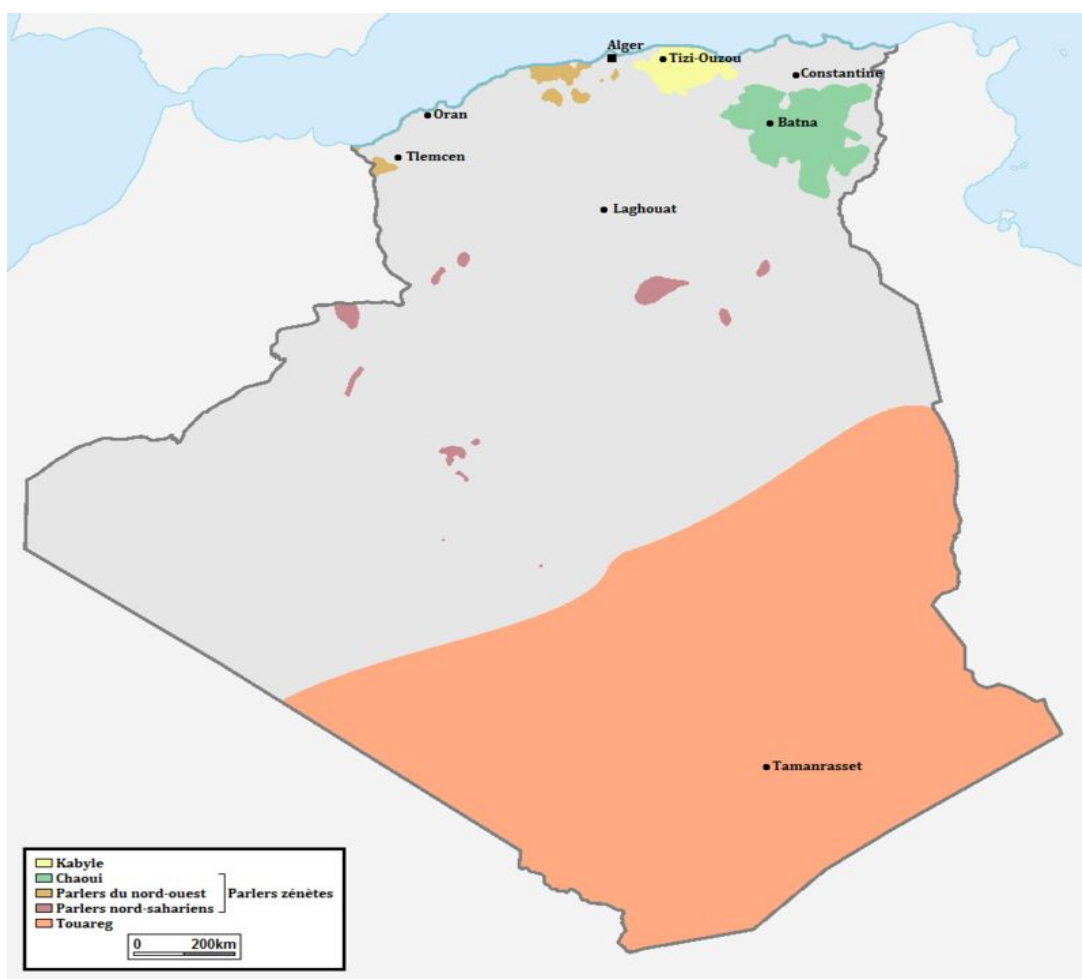 Alger
Tizi-Ouzou
Constantine
Oran
Batna
Tlemcen
Laghouat
Tamanrasset
Kabyle
Chaoui
Parlers du nord-ouest
Parlers zénètes
Parlers nord-sahariens
Touareg
0 200km